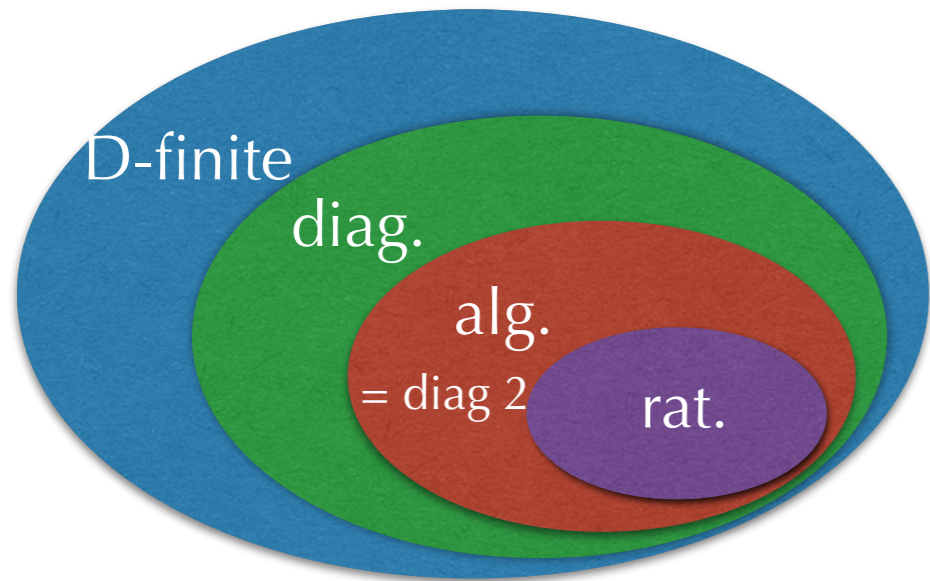 D-finite
diag.
alg.
= diag 2
rat.